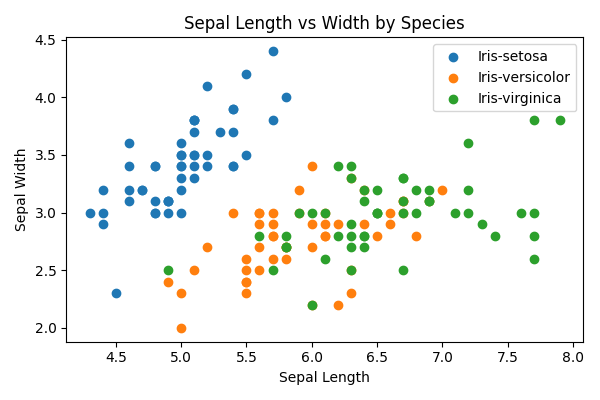 Sepal Length vs Width by Species
Iris-setosa
Iris-versicolor
Iris-virginica
4.5
4.0
3.5
3.0
2.5
2.0
Sepal Width
4.5 5.0 5.5 6.0 6.5 7.0 7.5 8.0
Sepal Length